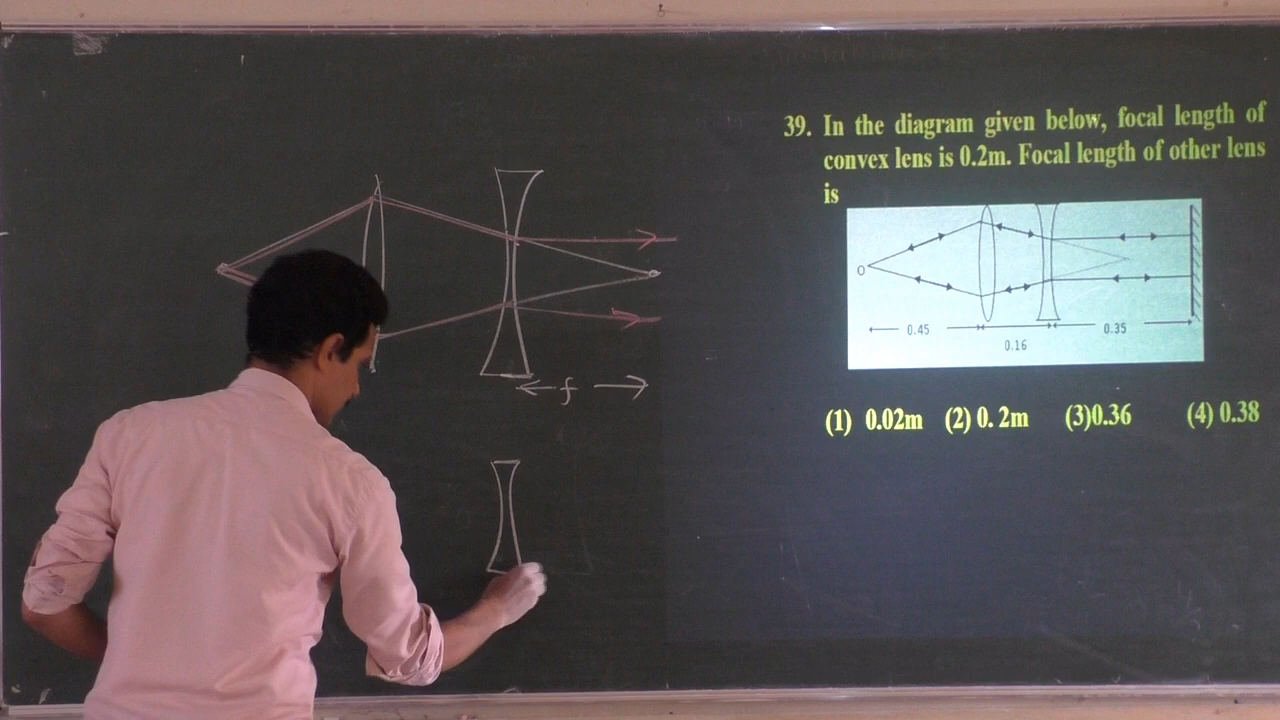 39. In the diagram given below, focal length of
convex lens is 0.2m. Focal length of other lens
is
O
0.45
0.16
0.35
(1) 0.02m (2) 0. 2m (3)0.36 (4) 0.38
f